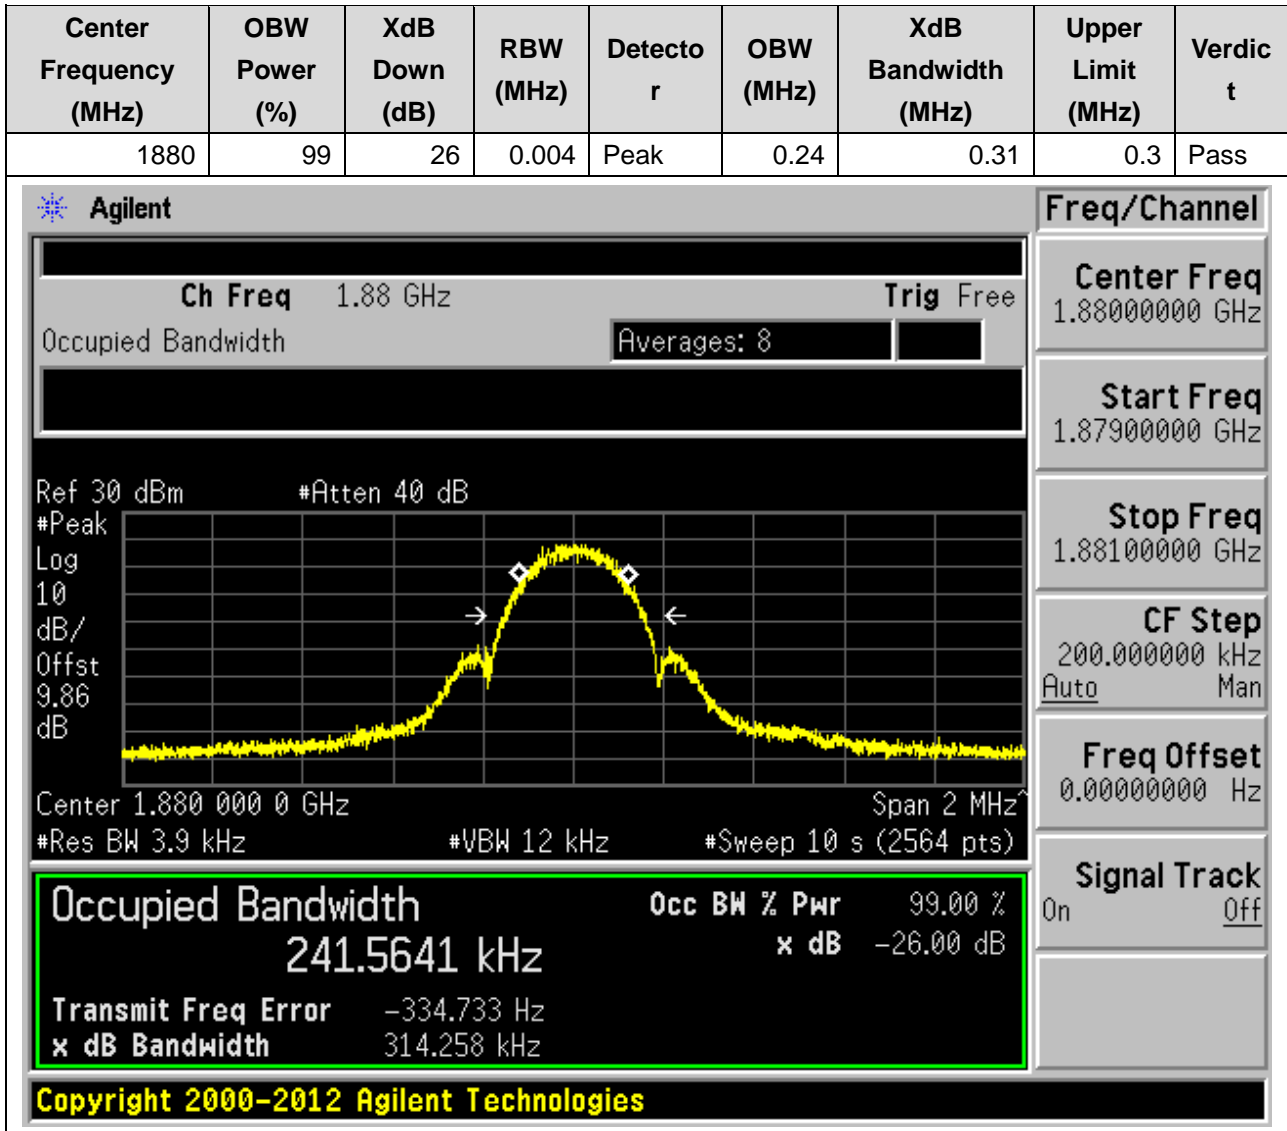 Center Frequency (MHz) OBW Power (%) XdB Down (dB) RBW (MHz) Detecto r OBW (MHz) XdB Bandwidth (MHz) Upper Limit (MHz) Verdic t
1880 99 26 0.004 Peak 0.24 0.31 0.3 Pass
Agilent
Freq/Channel
Ch Freq 1.88 GHz Trig Free
Occupied Bandwidth Averages: 8
Center Freq
1.88000000 GHz
Start Freq
1.87900000 GHz
Stop Freq
1.88100000 GHz
CF Step
200.000000 kHz
Auto Man
Freq Offset
0.00000000 Hz
Signal Track
On Off
Ref 30 dBm #Atten 40 dB
#Peak
Log
10
dB/
Offst
9.86
dB
Center 1.880 000 0 GHz Span 2 MHz^
#Res BW 3.9 kHz #VBW 12 kHz #Sweep 10 s (2564 pts)
Occupied Bandwidth Occ BW % Pwr 99.00 %
241.5641 kHz x dB -26.00 dB
Transmit Freq Error -334.733 Hz
x dB Bandwidth 314.258 kHz
Copyright 2000-2012 Agilent Technologies